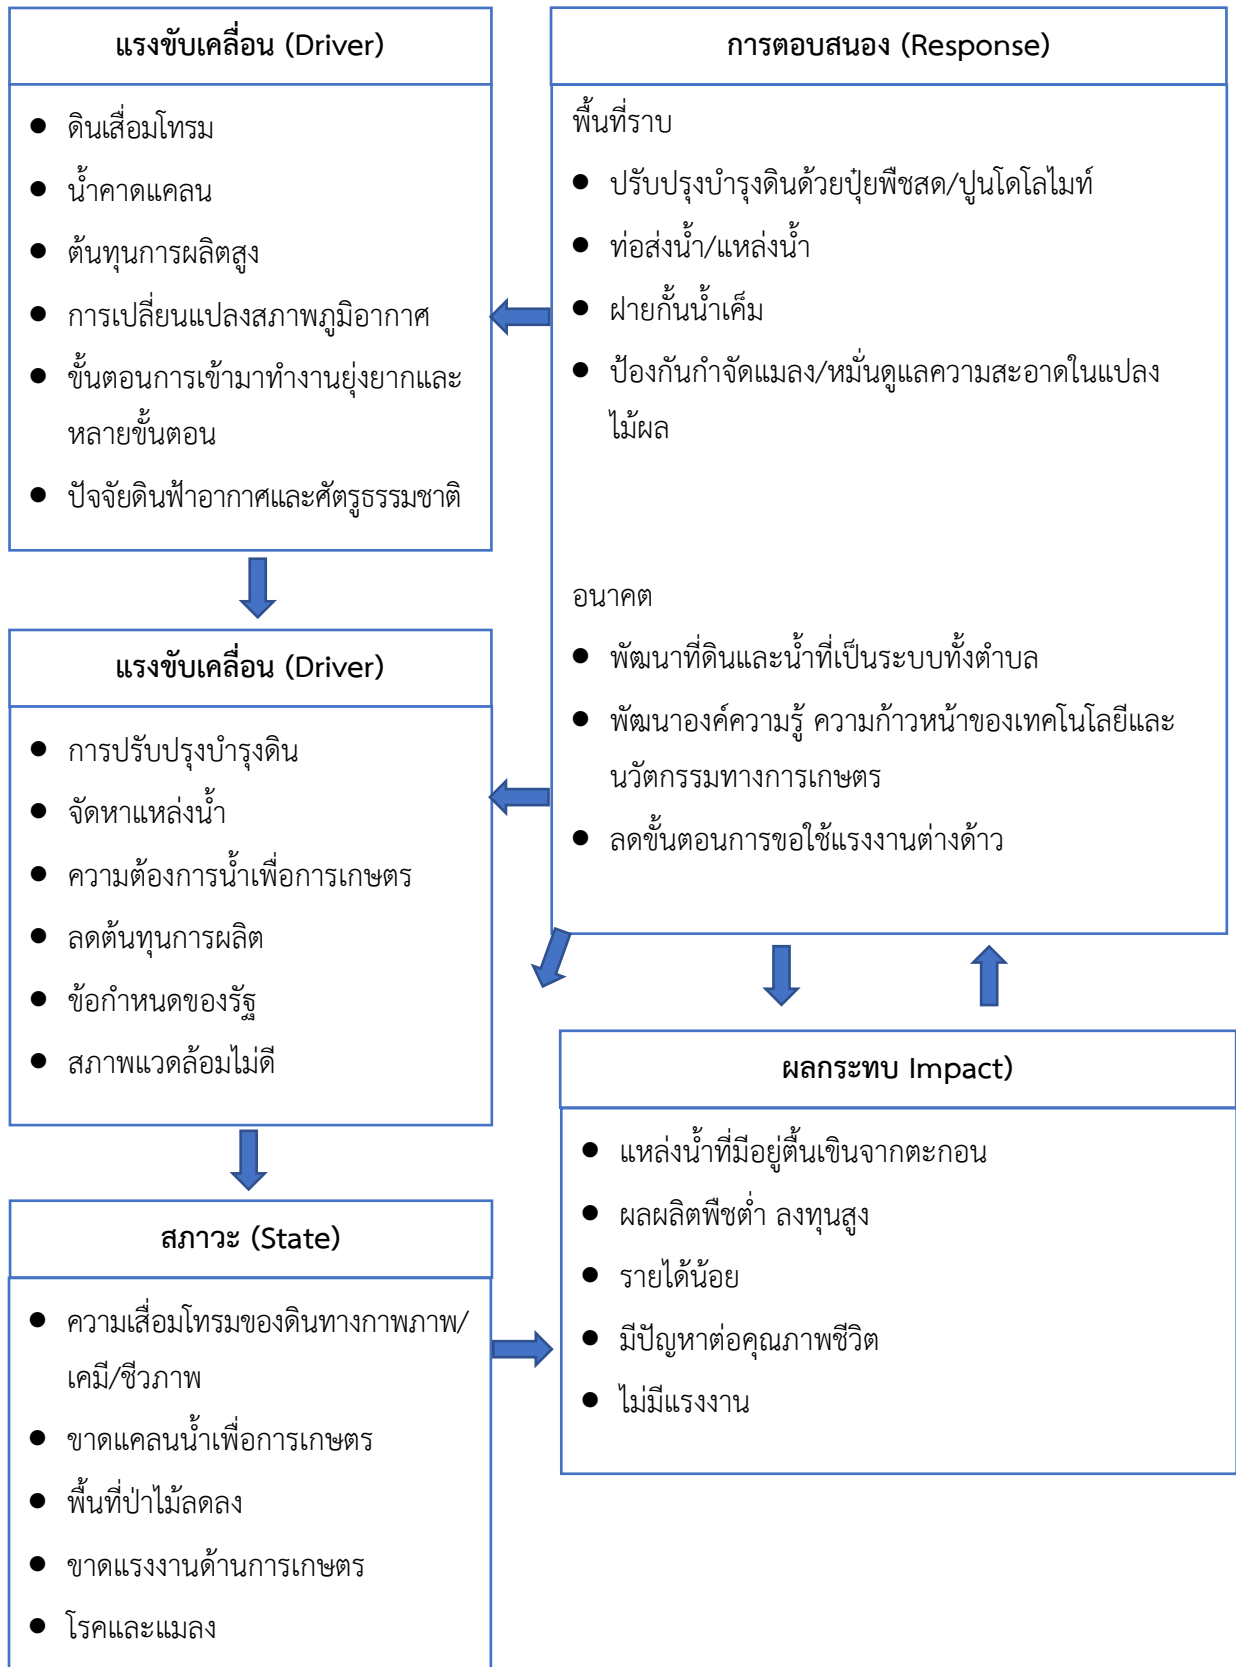 แรงขับเคลื่อน (Driver)
ดินเสื่อมโทรม
น้ำคาดแคลน
ต้นทุนการผลิตสูง
การเปลี่ยนแปลงสภาพภูมิอากาศ
ขั้นตอนการเข้ามาทำงานยุ่งยากและ
หลายขั้นตอน
ปัจจัยดินฟ้าอากาศและศัตรูธรรมชาติ
แรงขับเคลื่อน (Driver)
การปรับปรุงบำรุงดิน
จัดหาแหล่งน้ำ
ความต้องการน้ำเพื่อการเกษตร
ลดต้นทุนการผลิต
ข้อกำหนดของรัฐ
สภาพแวดล้อมไม่ดี
สภาวะ (State)
ความเสื่อมโทรมของดินทางกาพภาพ/
เคมี/ชีวภาพ
ขาดแคลนน้ำเพื่อการเกษตร
พื้นที่ป่าไม้ลดลง
ขาดแรงงานด้านการเกษตร
โรคและแมลง
การตอบสนอง (Response)
พื้นที่ราบ
ปรับปรุงบำรุงดินด้วยปุ๋ยพืชสด/ปูนโดโลไมท์
ท่อส่งน้ำ/แหล่งน้ำ
ฝายกั้นน้ำเค็ม
ป้องกันกำจัดแมลง/หมั่นดูแลความสะอาดในแปลง
ไม้ผล
อนาคต
พัฒนาที่ดินและน้ำที่เป็นระบบทั้งตำบล
พัฒนาองค์ความรู้ ความก้าวหน้าของเทคโนโลยีและ
นวัตกรรมทางการเกษตร
ลดขั้นตอนการขอใช้แรงงานต่างด้าว
ผลกระทบ Impact)
แหล่งน้ำที่มีอยู่ตื้นเขินจากตะกอน
ผลผลิตพืชต่ำ ลงทุนสูง
รายได้น้อย
มีปัญหาต่อคุณภาพชีวิต
ไม่มีแรงงาน